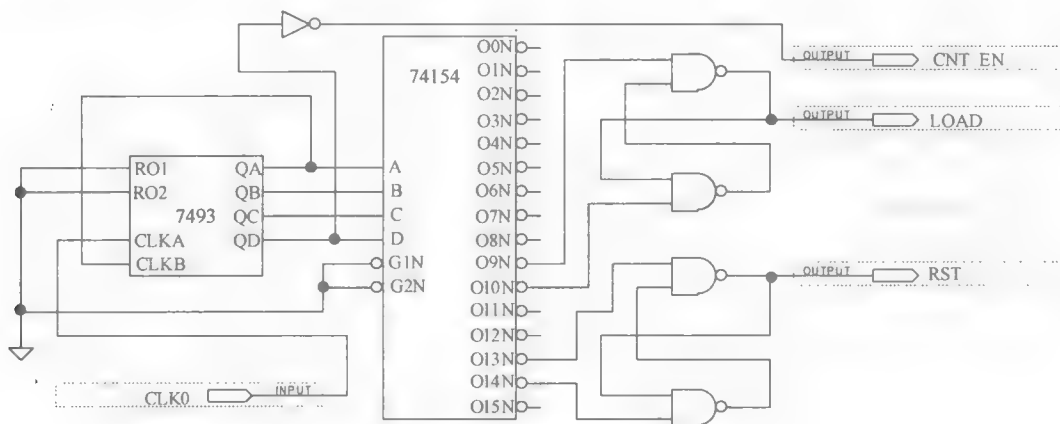 74154
O0N
O1N
O2N
O3N
O4N
O5N
O6N
O7N
O8N
O9N
O10N
O11N
O12N
O13N
O14N
O15N
A
B
C
D
G1N
G2N
RO1
RO2
CLKA
CLKB
7493
QA
QB
QC
QD
CLK0
INPUT
OUTPUT
CNT EN
OUTPUT
LOAD
OUTPUT
RST